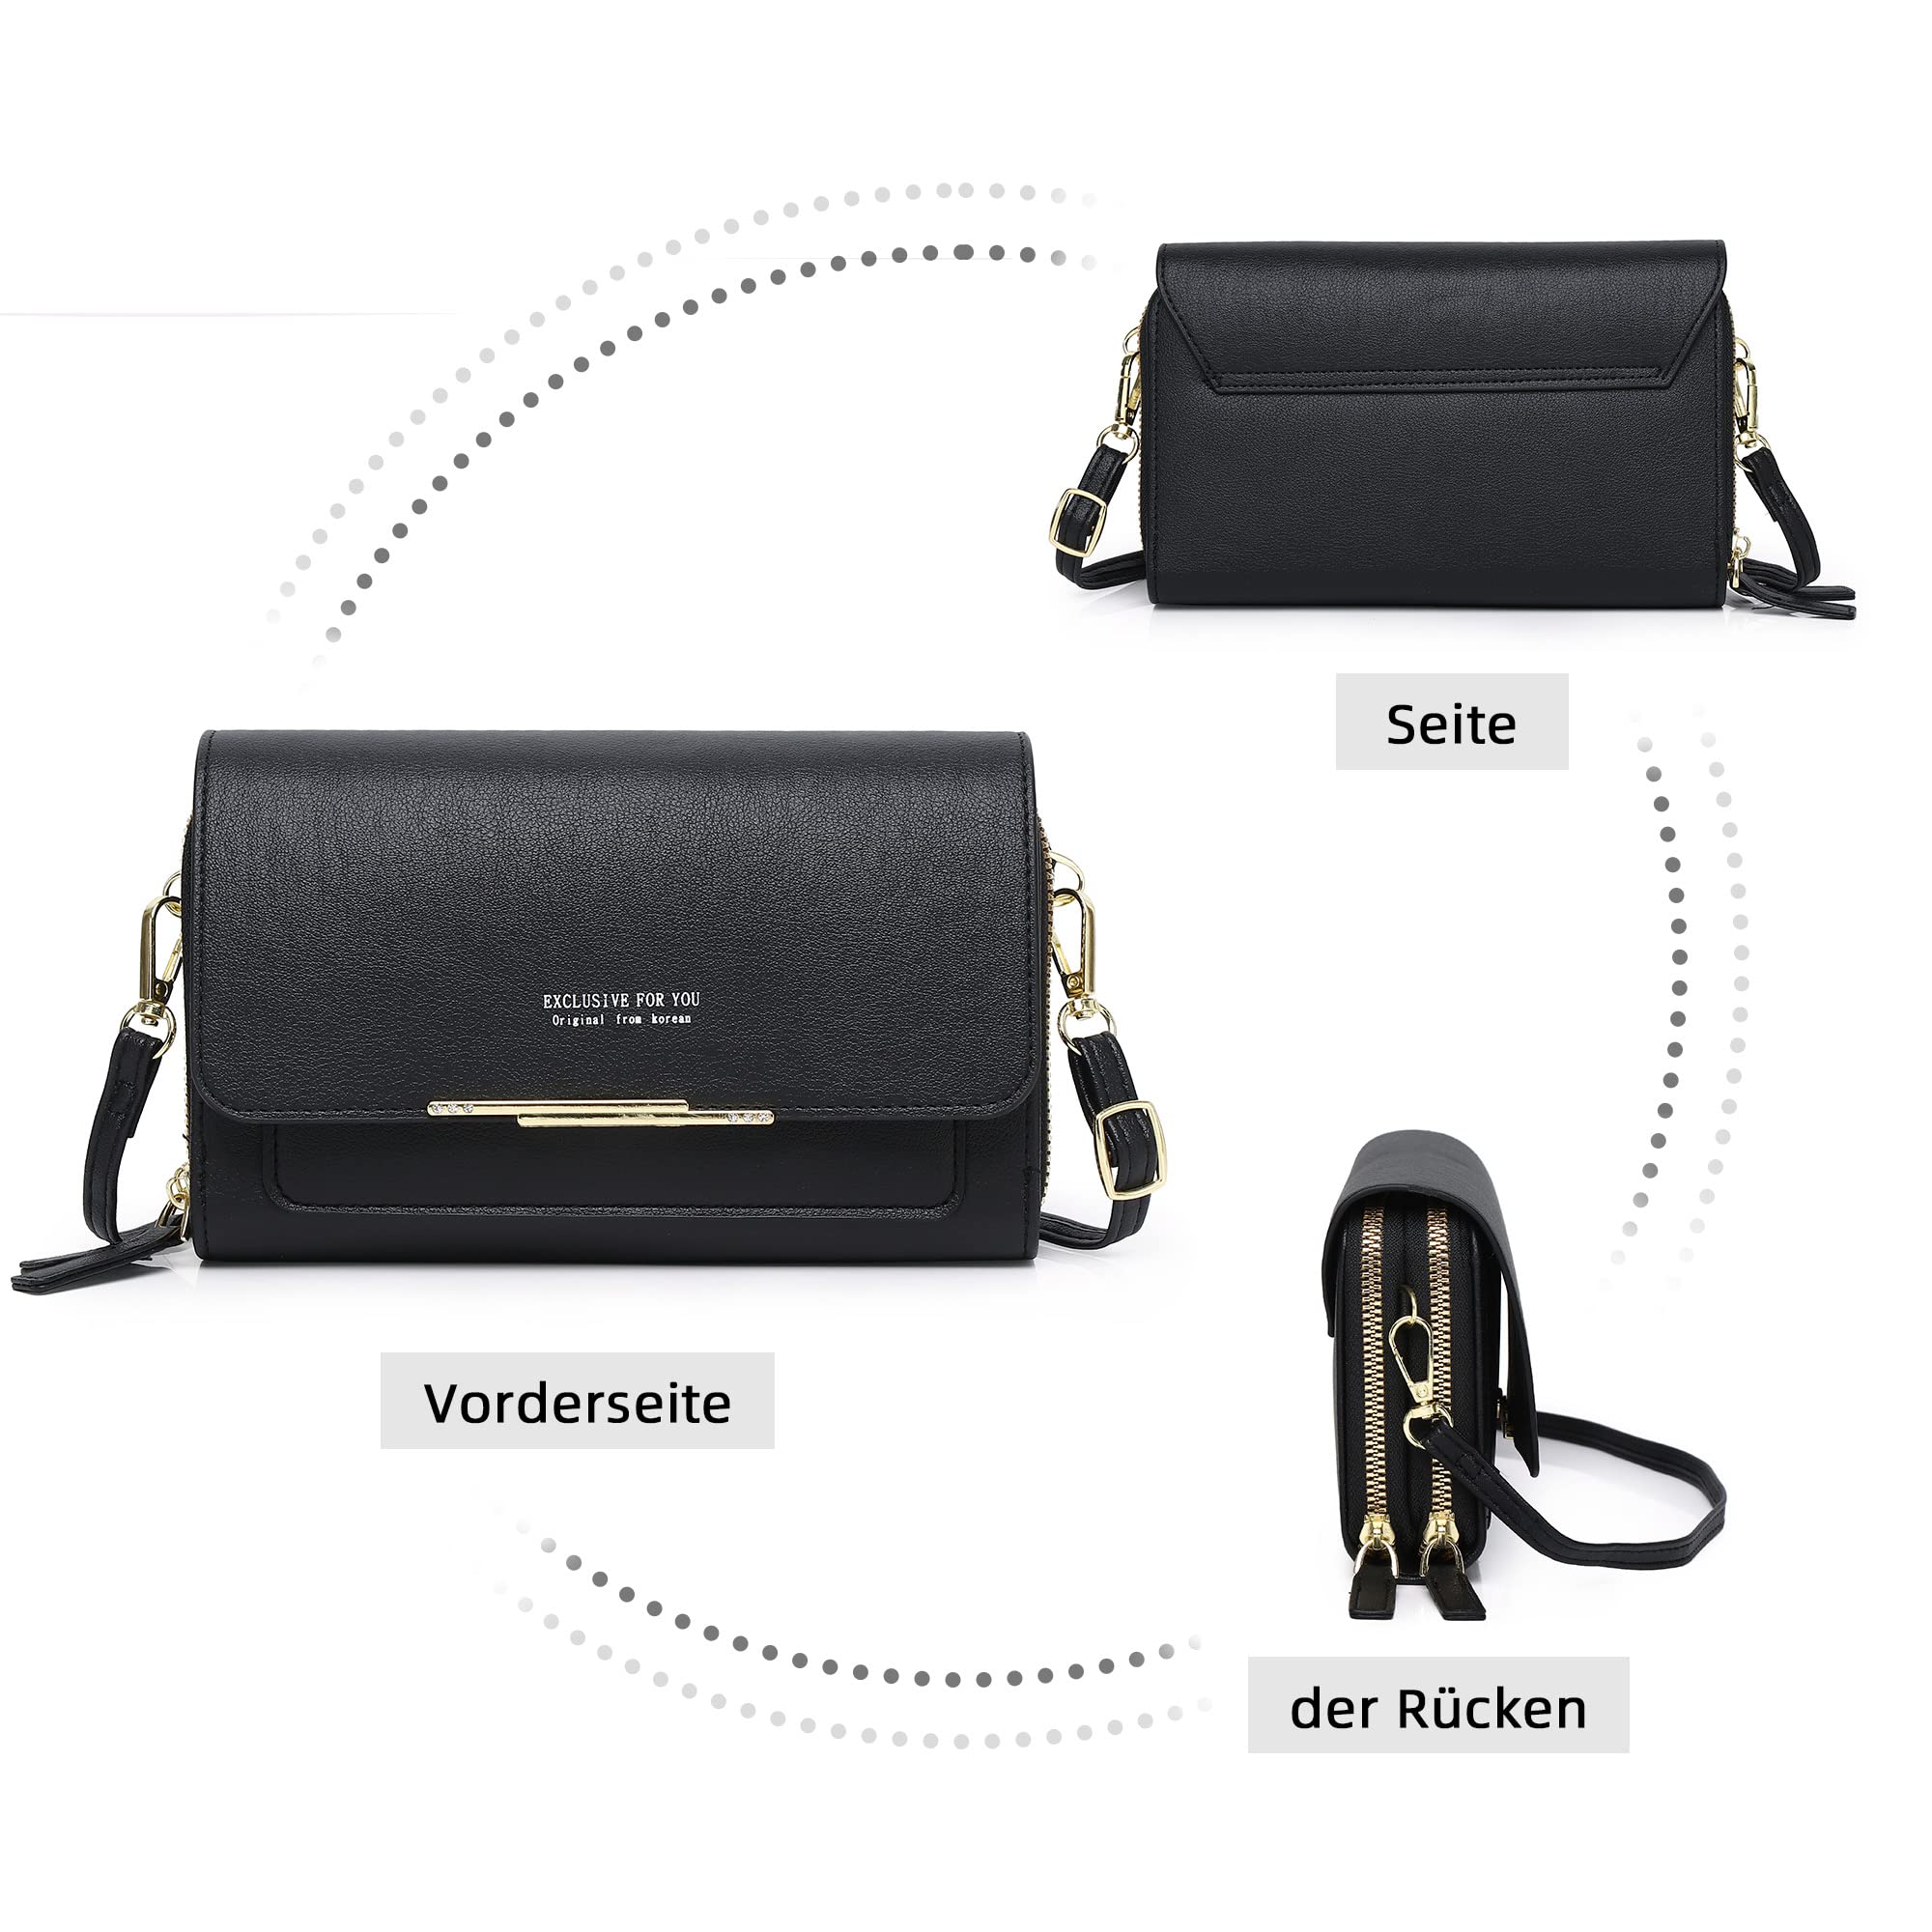 Seite
EXCLUSIVE FOR YOU
Original from korean
Vorderseite
der Rücken